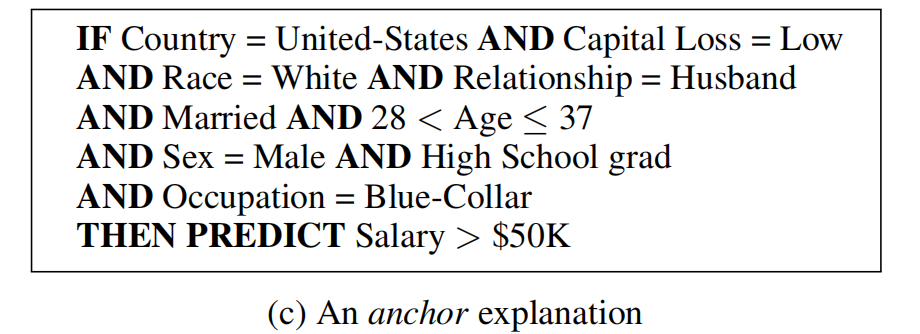 IF Country = United-States AND Capital Loss = Low
AND Race = White AND Relationship = Husband
AND Married AND 28 < Age ≤ 37
AND Sex = Male AND High School grad
AND Occupation = Blue-Collar
THEN PREDICT Salary > $50K
(c) An anchor explanation